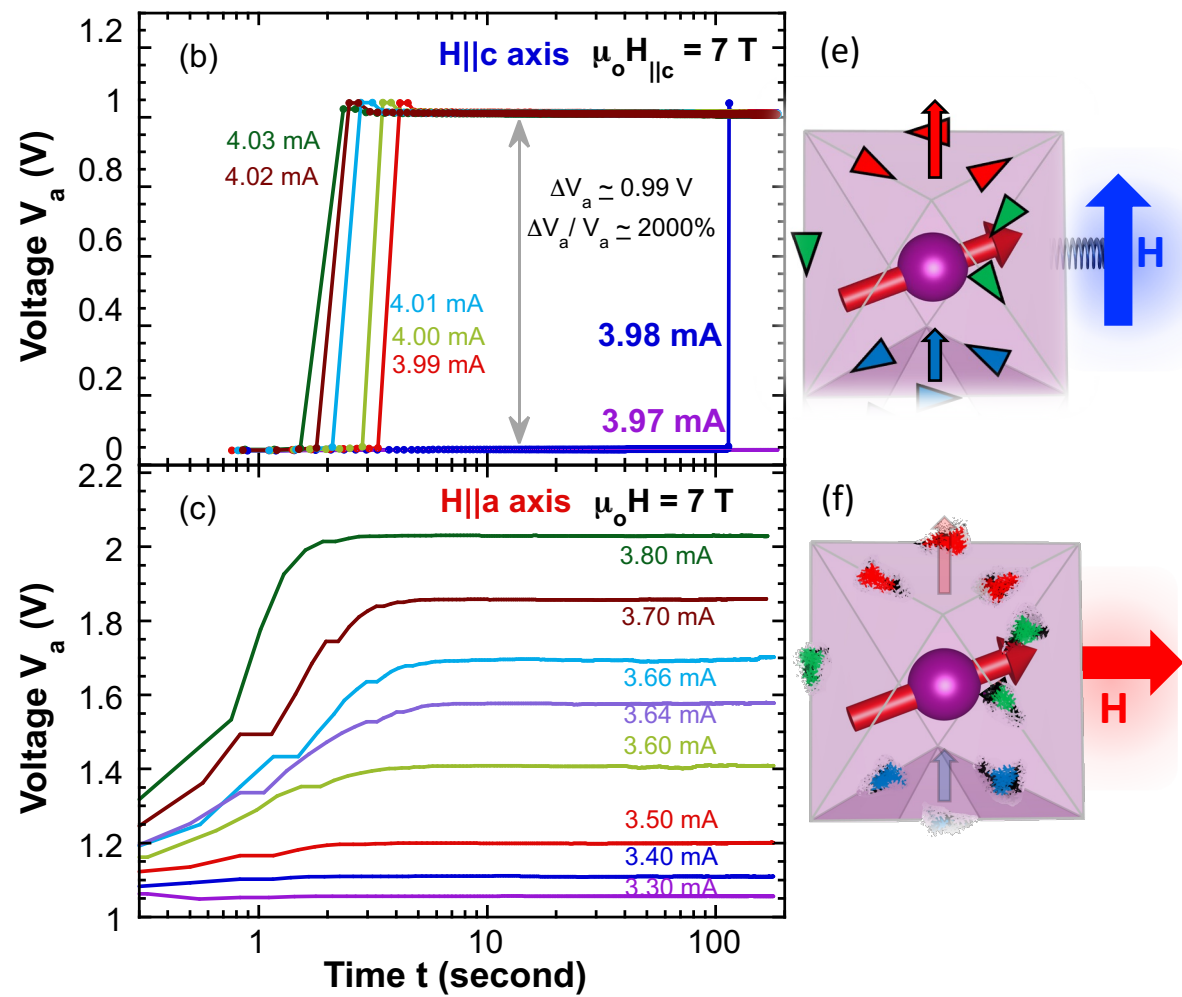 (b)
H||c axis μoH||c = 7 T
1.2
1
0.8
0.6
0.4
0.2
0
Voltage Va (V)
4.03 mA
4.02 mA
ΔVa ≃ 0.99 V
ΔVa/ Va ≃ 2000%
4.01 mA
4.00 mA
3.99 mA
3.98 mA
3.97 mA
(e)
H
(c)
H||a axis μoH = 7 T
2.2
2
1.8
1.6
1.4
1.2
1
Voltage Va (V)
3.80 mA
3.70 mA
3.66 mA
3.64 mA
3.60 mA
3.50 mA
3.40 mA
3.30 mA
1
10
100
Time t (second)
(f)
H